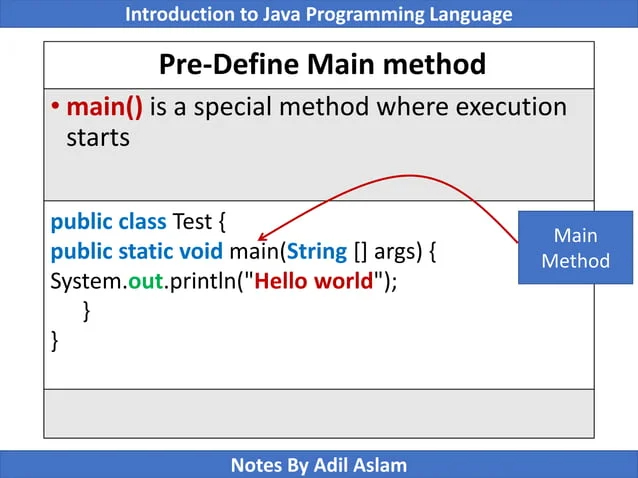 Introduction to Java Programming Language
Pre-Define Main method
• main() is a special method where execution
starts
public class Test {
public static void main(String [] args) {
System.out.println("Hello world");
}
}
Main
Method
Notes By Adil Aslam